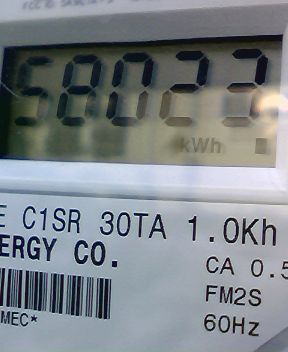 58023
kWh
E C1SR 30TA 1.0Kh
ERGY CO.
CA 0.5
FM2S
MEC*
60Hz